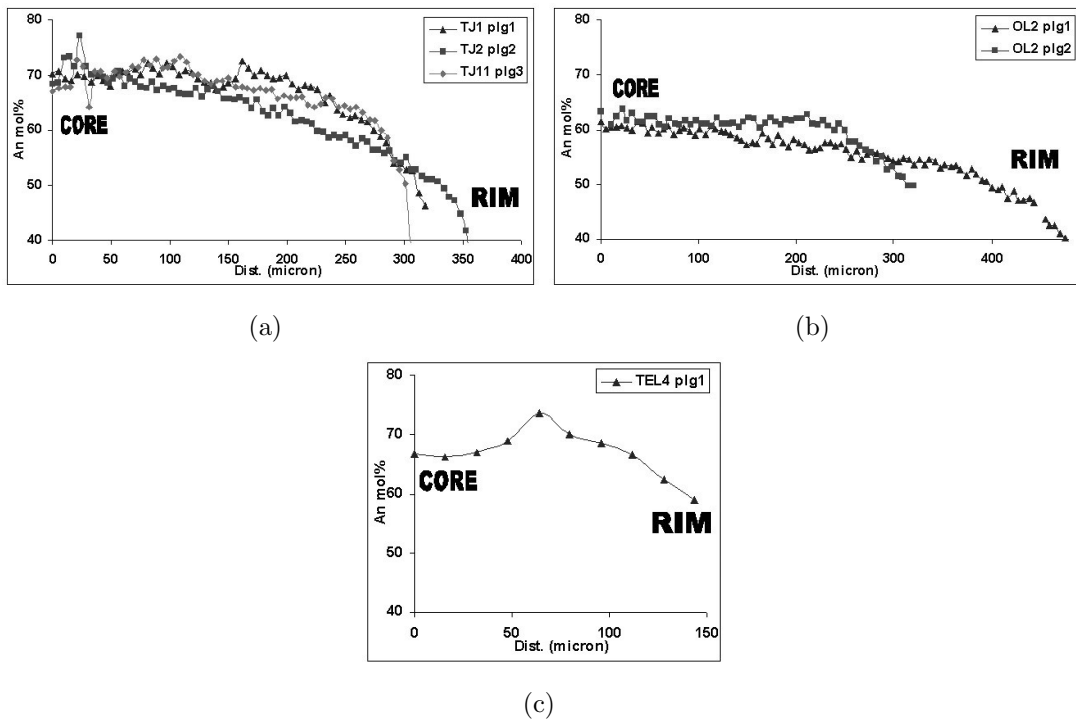 80
70
60
50
40
An mol%
CORE
RIM
TJ1 plg1
TJ2 plg2
TJ11 plg3
0 50 100 150 200 250 300 350 400
Dist. (micron)
(a)
80
70
60
50
40
An mol%
CORE
RIM
OL2 plg1
OL2 plg2
0 100 200 300 400
Dist. (micron)
(b)
80
70
60
50
40
An mol%
CORE
RIM
TEL4 plg1
0 50 100 150
Dist. (micron)
(c)